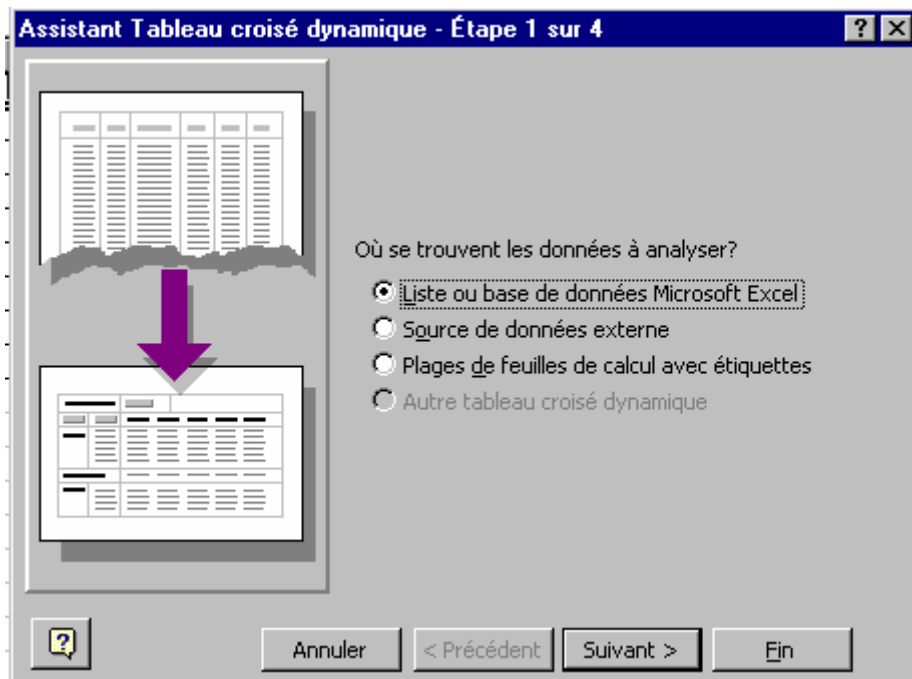 Assistant Tableau croisé dynamique - Étape 1 sur 4
Où se trouvent les données à analyser?
Liste ou base de données Microsoft Excel
Source de données externe
Plages de feuilles de calcul avec étiquettes
Autre tableau croisé dynamique
Annuler
< Précédent
Suivant >
Fin